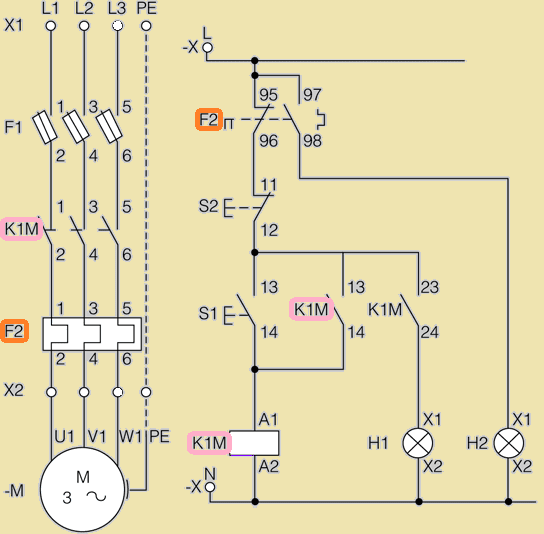 L1 L2 L3 PE
X1
1 3 5
F1
2 4 6
1 3 5
K1M
2 4 6
1 3 5
F2
2 4 6
X2
U1 V1 W1 PE
-M
M
3 ~
L
-X
95 97
F2
96 98
11
S2
12
13 13 23
S1 K1M K1M
14 14 24
A1 X1 X1
K1M H1 H2
A2 X2 X2
N
-X